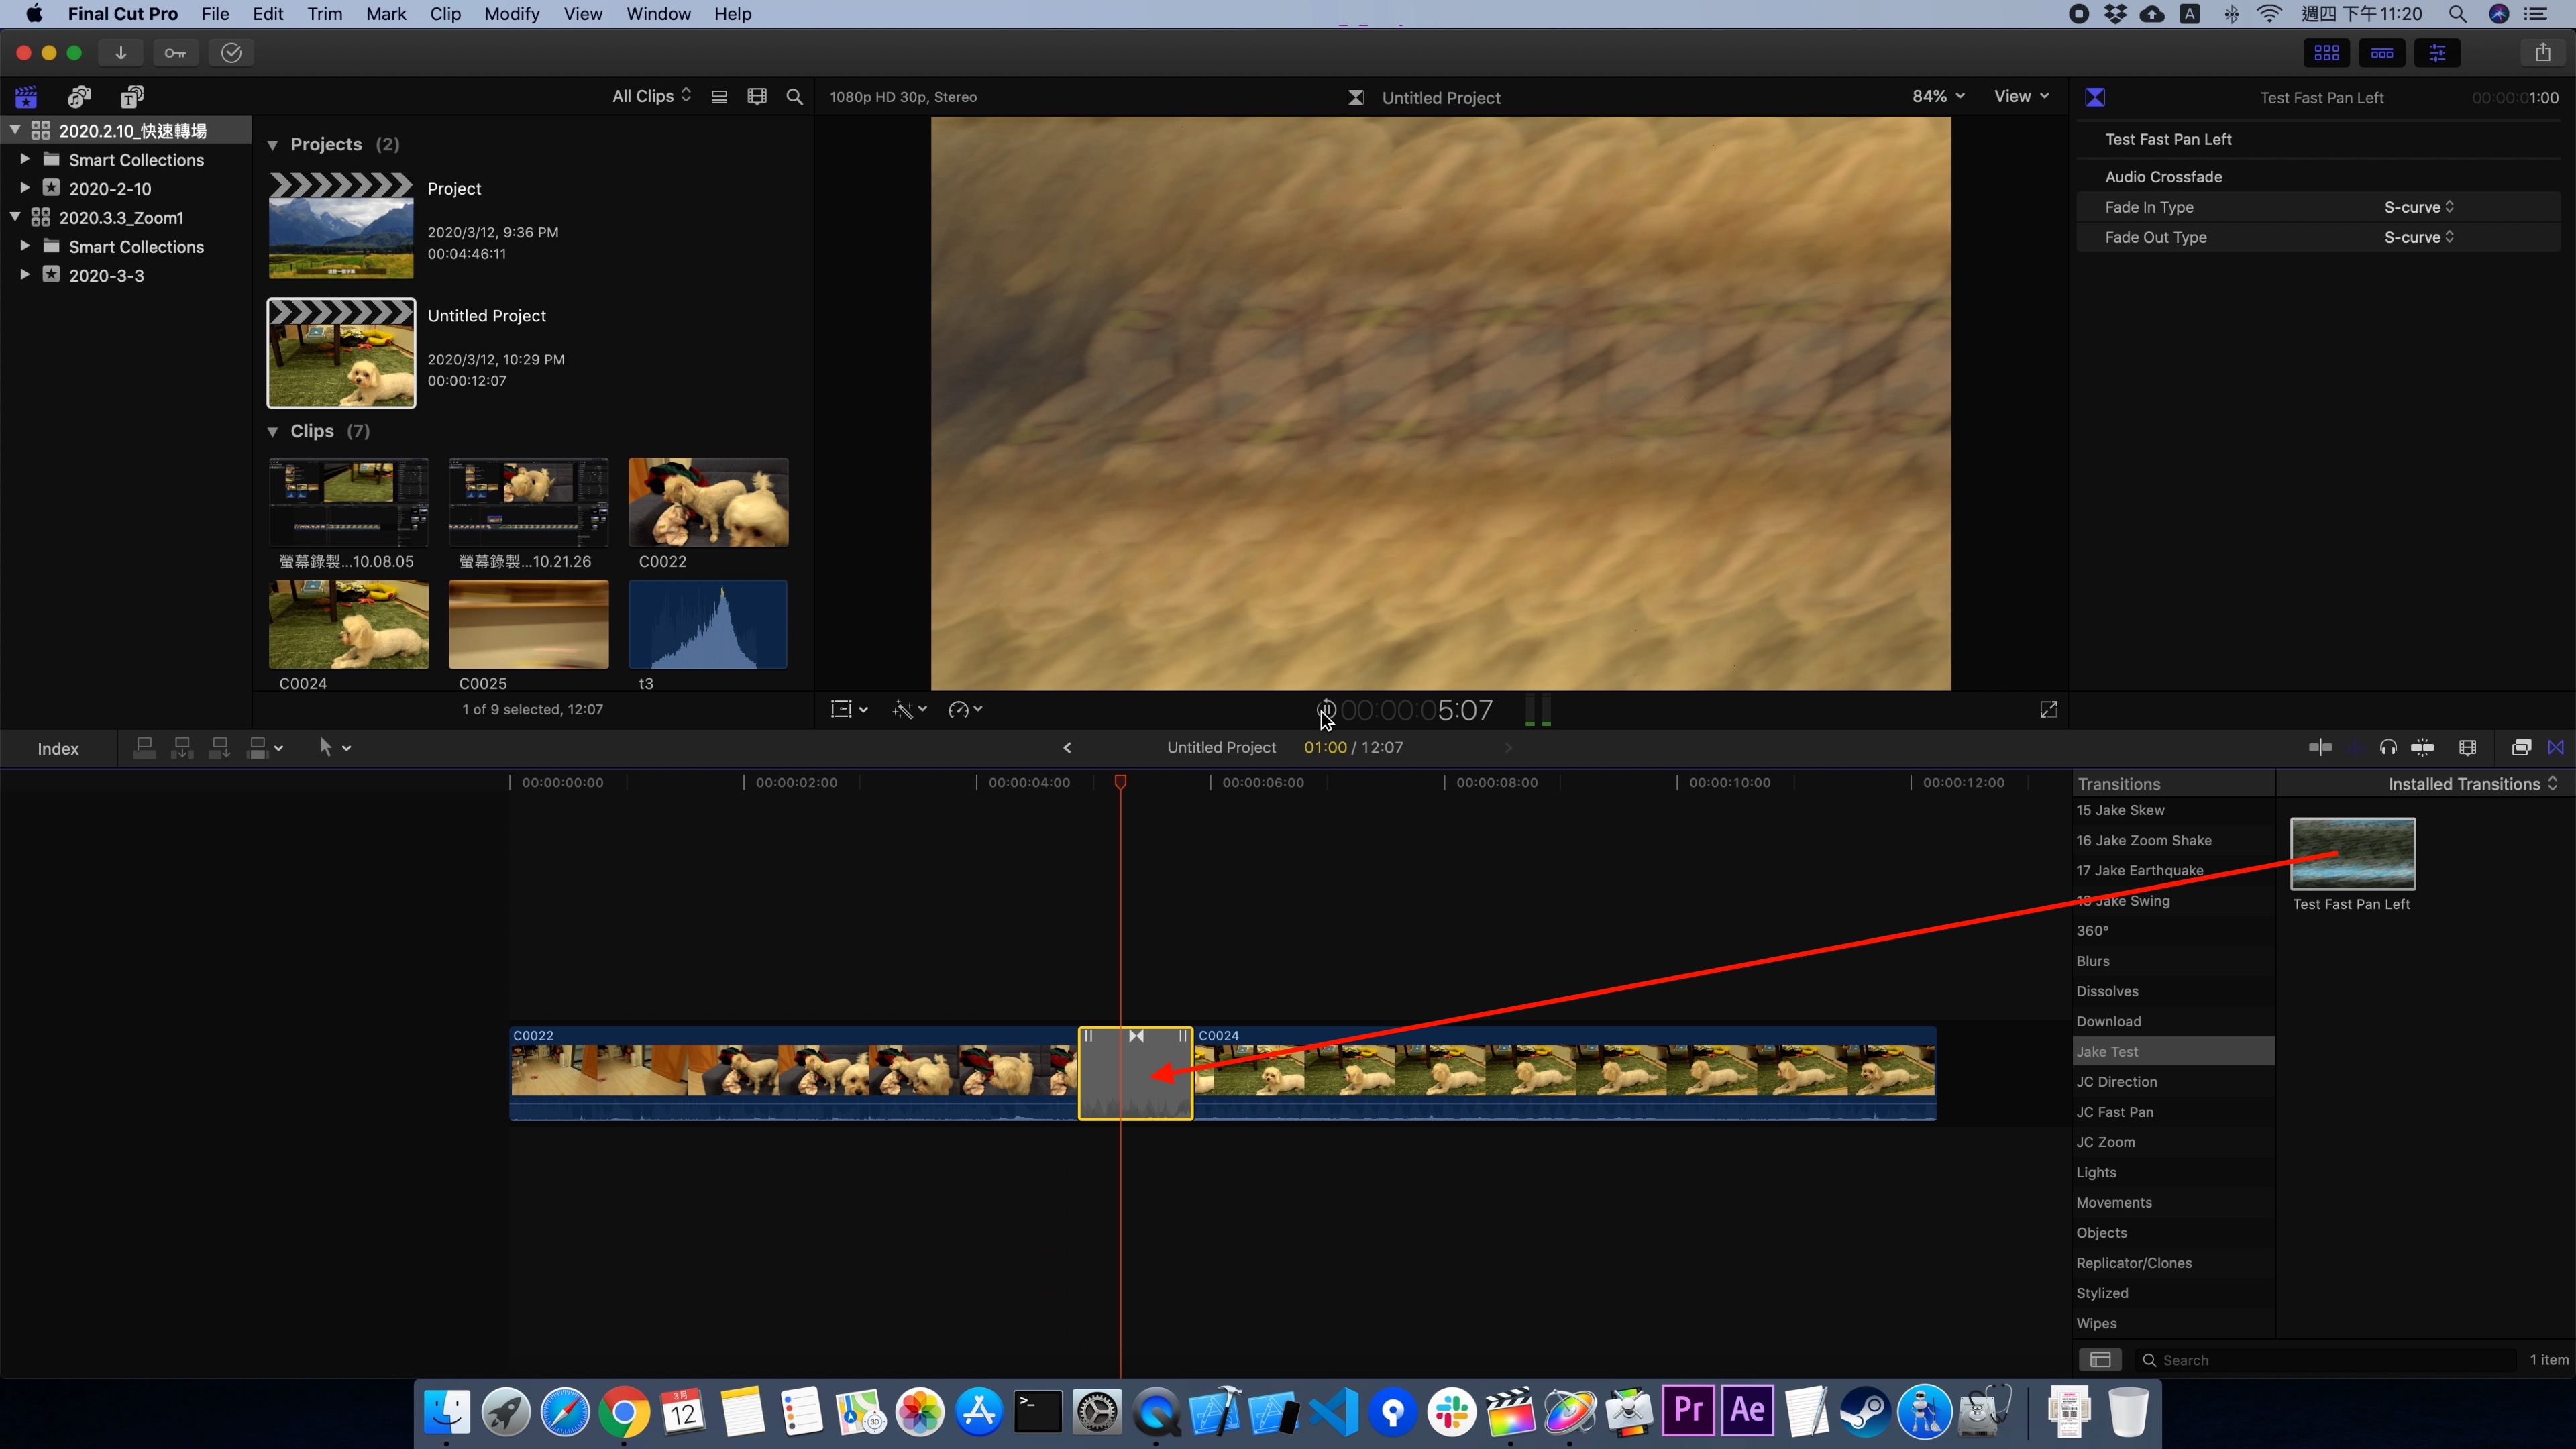 Final Cut Pro File Edit Trim Mark Clip Modify View Window Help
A 週四 下午11:20
All Clips
1080p HD 30p, Stereo
Untitled Project
84%
View
Test Fast Pan Left
00:00:01:00
2020.2.10_快速轉場
Smart Collections
2020-2-10
2020.3.3_Zoom1
Smart Collections
2020-3-3
Projects (2)
Project
2020/3/12, 9:36 PM
00:04:46:11
Untitled Project
2020/3/12, 10:29 PM
00:00:12:07
Clips (7)
螢幕錄製...10.08.05
螢幕錄製...10.21.26
C0022
C0024
C0025
t3
1 of 9 selected, 12:07
00:00:05:07
Test Fast Pan Left
Audio Crossfade
Fade In Type S-curve
Fade Out Type S-curve
Index
Untitled Project 01:00 / 12:07
00:00:00:00 00:00:02:00 00:00:04:00 00:00:06:00 00:00:08:00 00:00:10:00 00:00:12:00
C0022
C0024
Transitions
Installed Transitions
15 Jake Skew
16 Jake Zoom Shake
17 Jake Earthquake
18 Jake Swing
360°
Blurs
Dissolves
Download
Jake Test
JC Direction
JC Fast Pan
JC Zoom
Lights
Movements
Objects
Replicator/Clones
Stylized
Wipes
Test Fast Pan Left
Search
1 item
3月
12
3D
>_
Pr
Ae